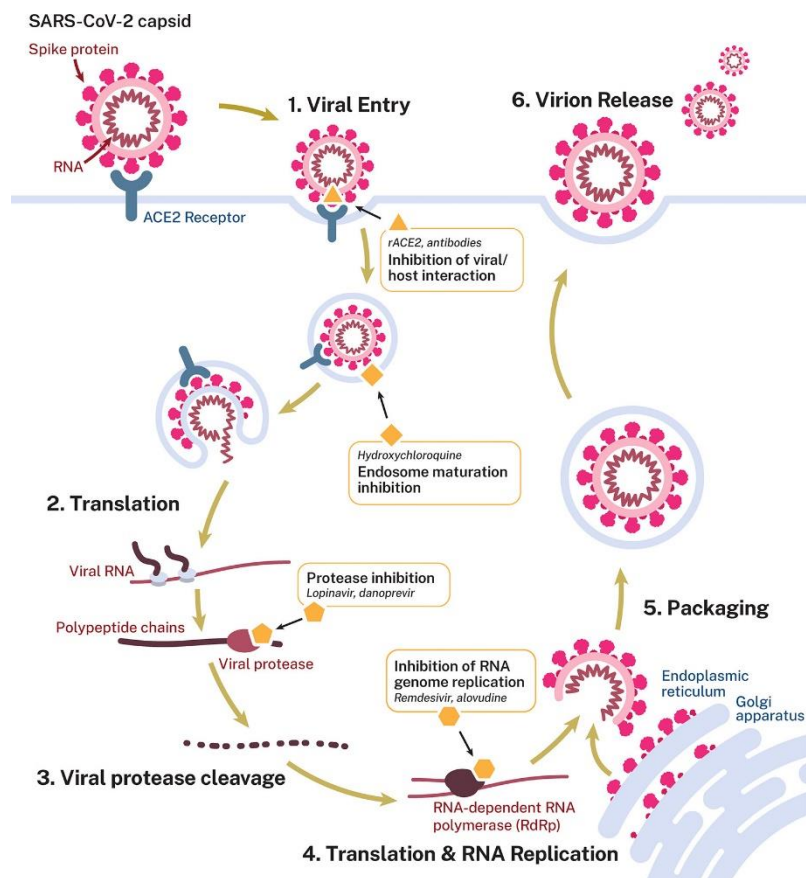 SARS-CoV-2 capsid
Spike protein
RNA
ACE2 Receptor
1. Viral Entry
6. Virion Release
rACE2, antibodies
Inhibition of viral/
host interaction
Hydroxychloroquine
Endosome maturation
inhibition
2. Translation
Viral RNA
Polypeptide chains
Viral protease
Protease inhibition
Lopinavir, danoprevir
3. Viral protease cleavage
Inhibition of RNA
genome replication
Remdesivir, alovudine
RNA-dependent RNA
polymerase (RdRp)
4. Translation & RNA Replication
5. Packaging
Endoplasmic
reticulum
Golgi
apparatus